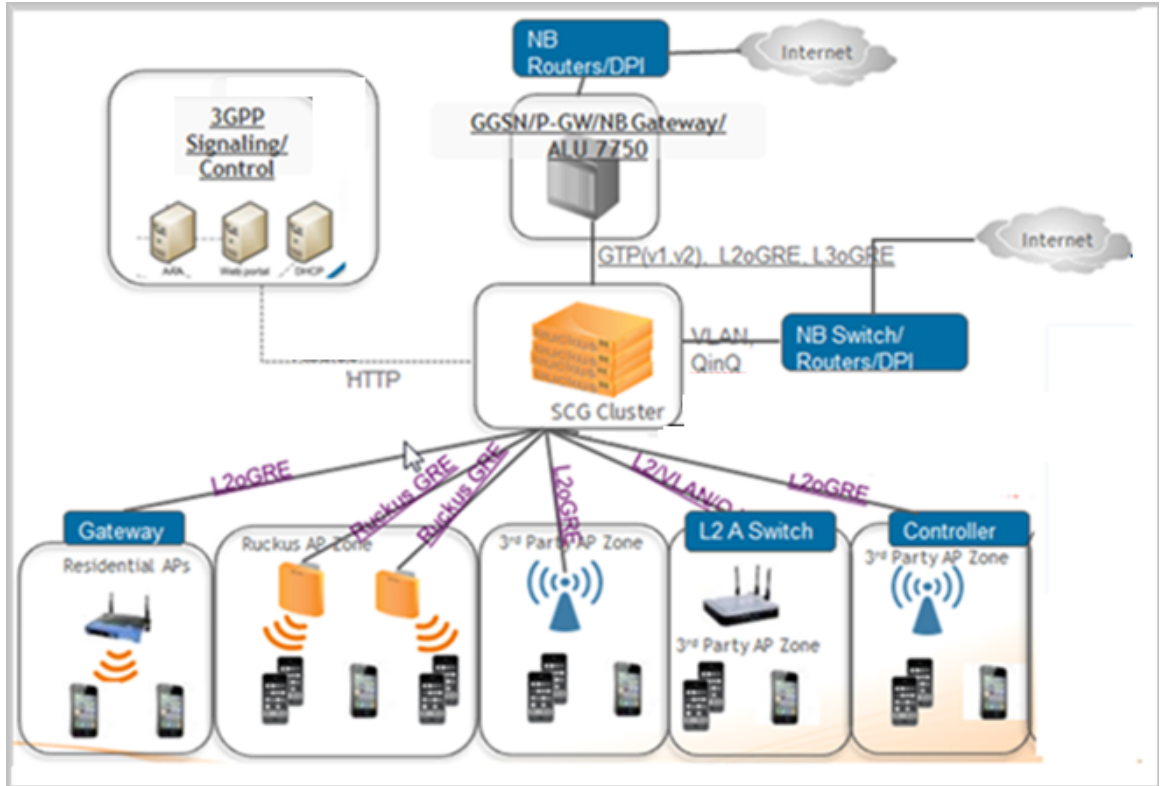 NB
Routers/DPI
Internet
3GPP
Signaling/
Control
GGSN/P-GW/NB Gateway/
ALU 7750
AAA
Web portal
DHCP
GTP(v1,v2), L2oGRE, L3oGRE
Internet
VLAN,
QinQ
NB Switch/
Routers/DPI
HTTP
SCG Cluster
L2oGRE
Ruckus GRE
Ruckus GRE
L2oGRE
L2/VLAN/Q
L2oGRE
Gateway
L2 A Switch
Controller
Residential APs
Ruckus AP Zone
3rd Party AP Zone
3rd Party AP Zone
3rd Party AP Zone